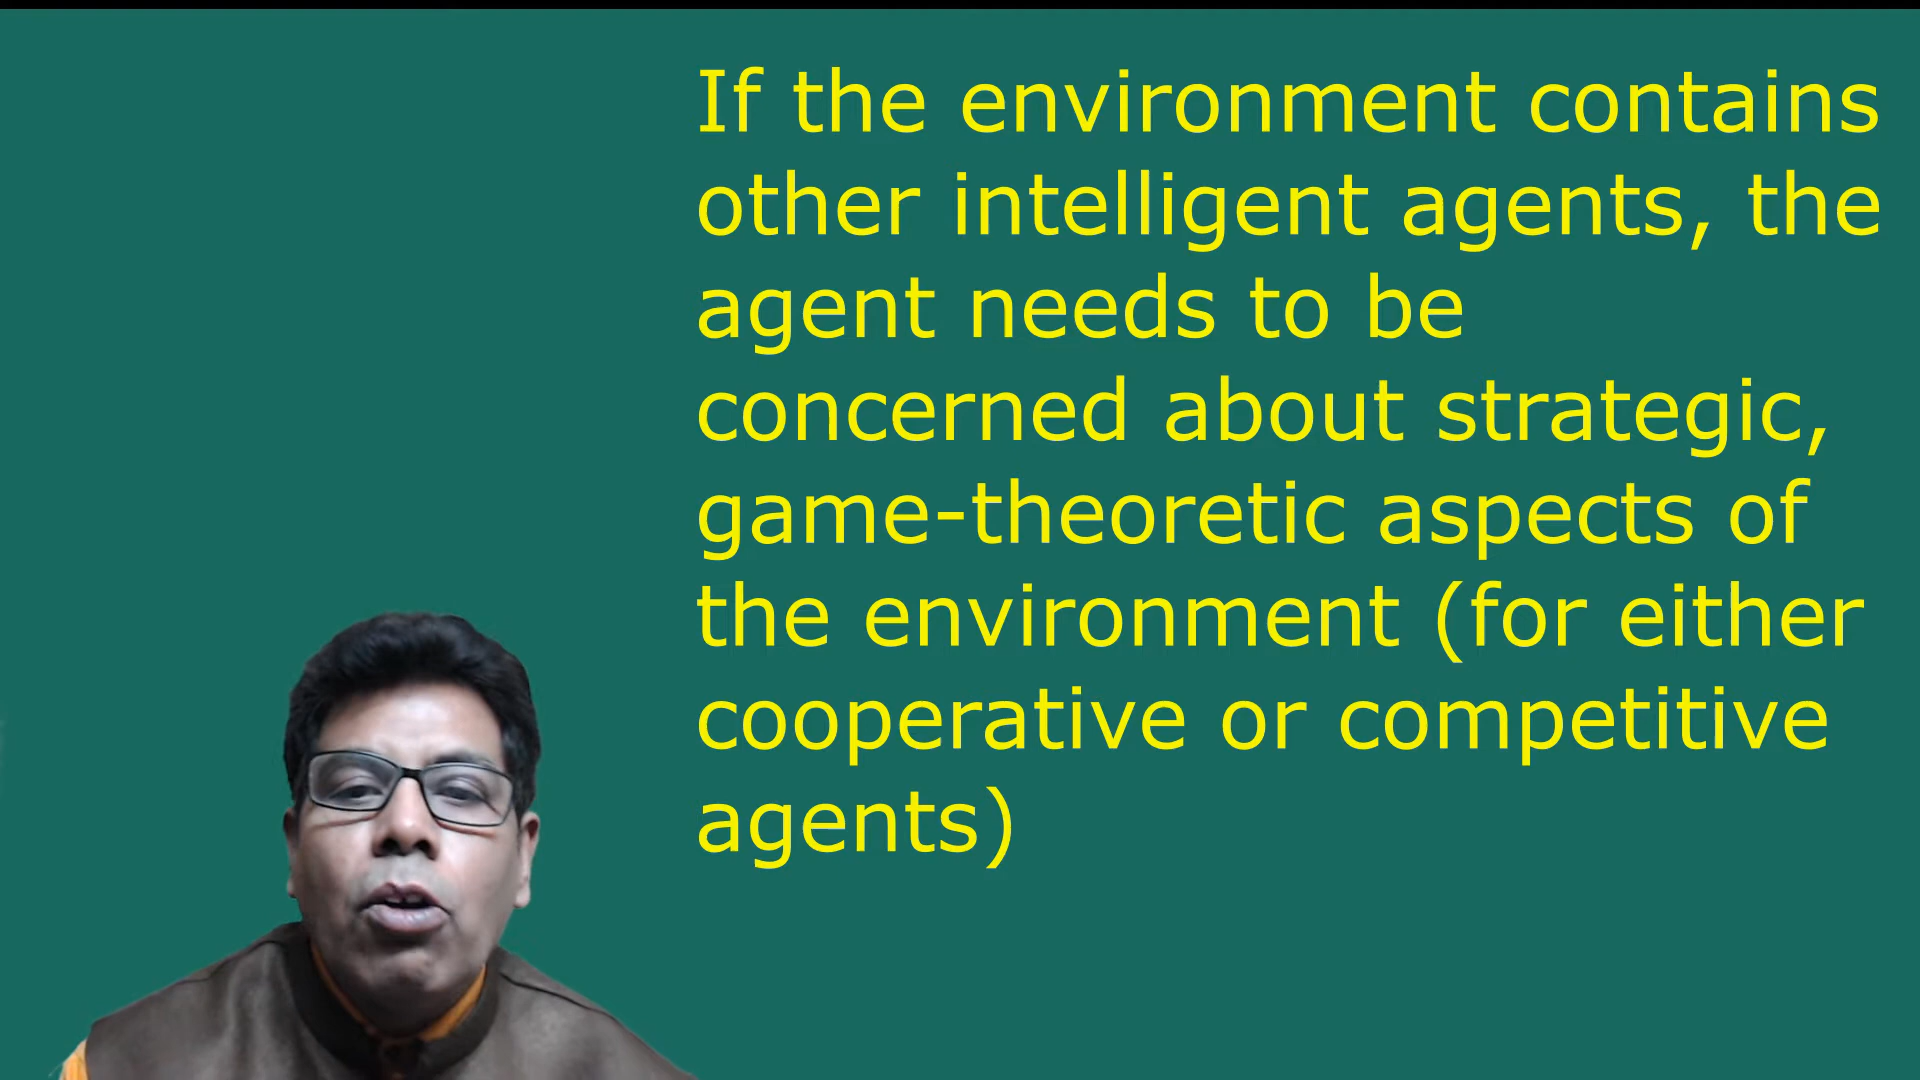 If the environment contains
other intelligent agents, the
agent needs to be
concerned about strategic,
game-theoretic aspects of
the environment (for either
cooperative or competitive
agents)